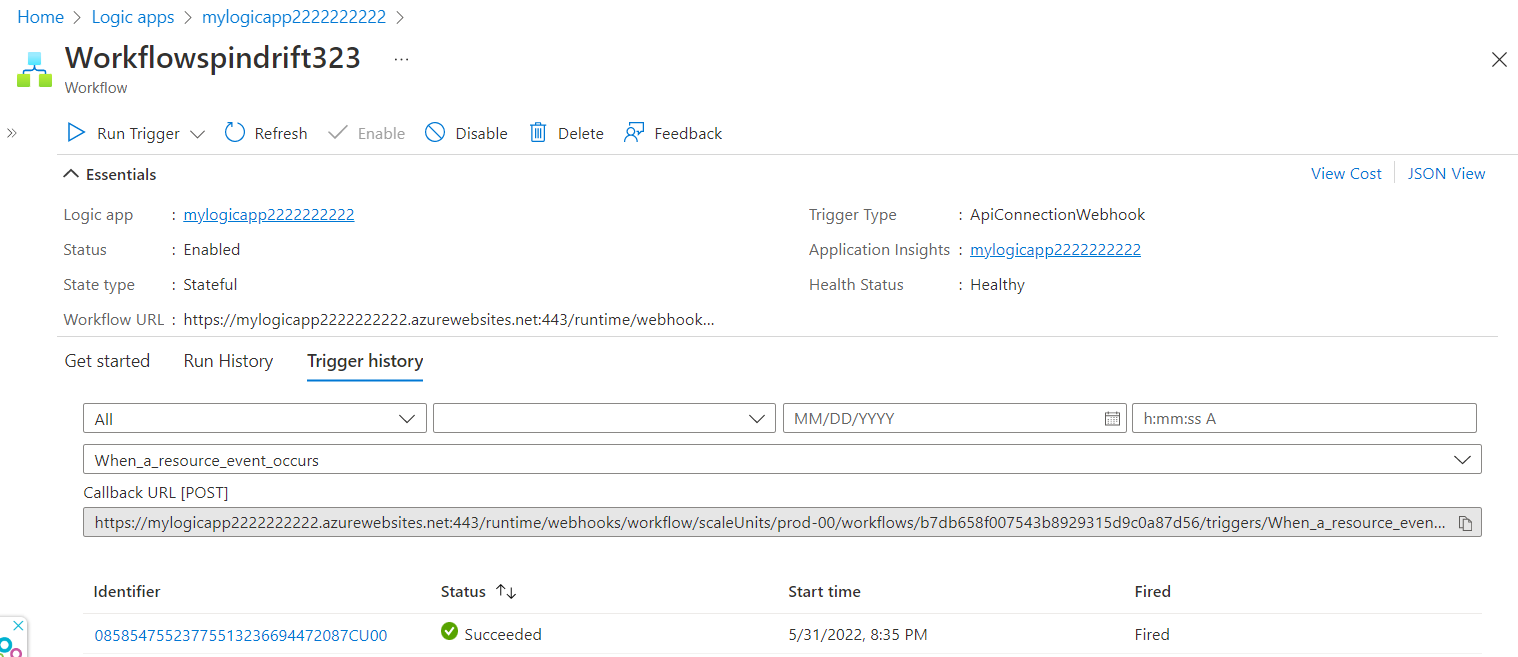 Home > Logic apps > mylogicapp2222222222 >
Workflowspindrift323 ...
Workflow
Run Trigger Refresh Enable Disable Delete Feedback
Essentials View Cost JSON View
Logic app : mylogicapp2222222222 Trigger Type : ApiConnectionWebhook
Status : Enabled Application Insights : mylogicapp2222222222
State type : Stateful Health Status : Healthy
Workflow URL : https://mylogicapp2222222222.azurewebsites.net:443/runtime/webhook...
Get started Run History Trigger history
All MM/DD/YYYY h:mm:ss A
When_a_resource_event_occurs
Callback URL [POST]
https://mylogicapp2222222222.azurewebsites.net:443/runtime/webhooks/workflow/scaleUnits/prod-00/workflows/b7db658f007543b8929315d9c0a87d56/triggers/When_a_resource_even...
Identifier Status Start time Fired
08585475523775513236694472087CU00 Succeeded 5/31/2022, 8:35 PM Fired